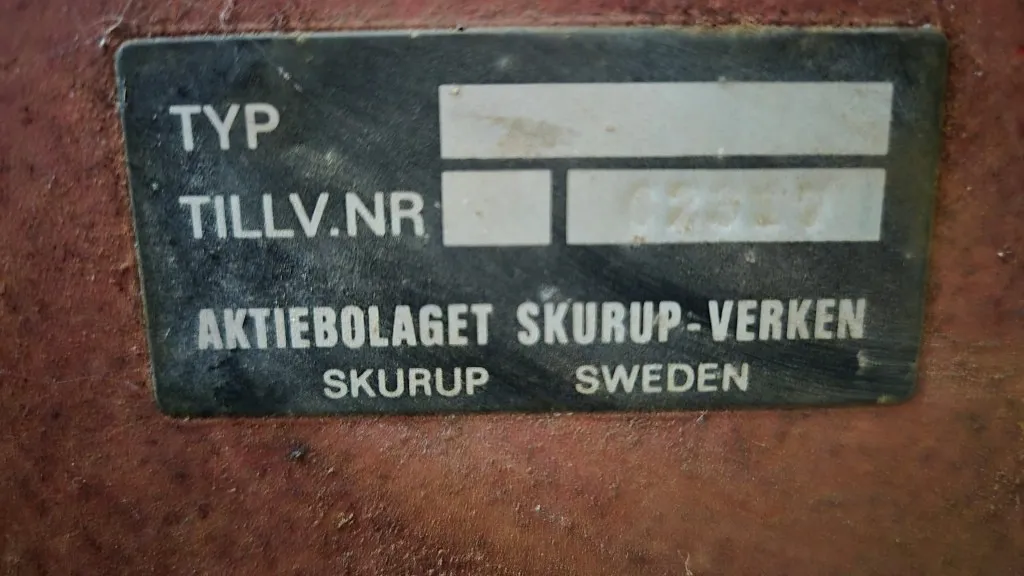 TYP
TILLV.NR
AKTIEBOLAGET SKURUP-VERKEN
SKURUP SWEDEN